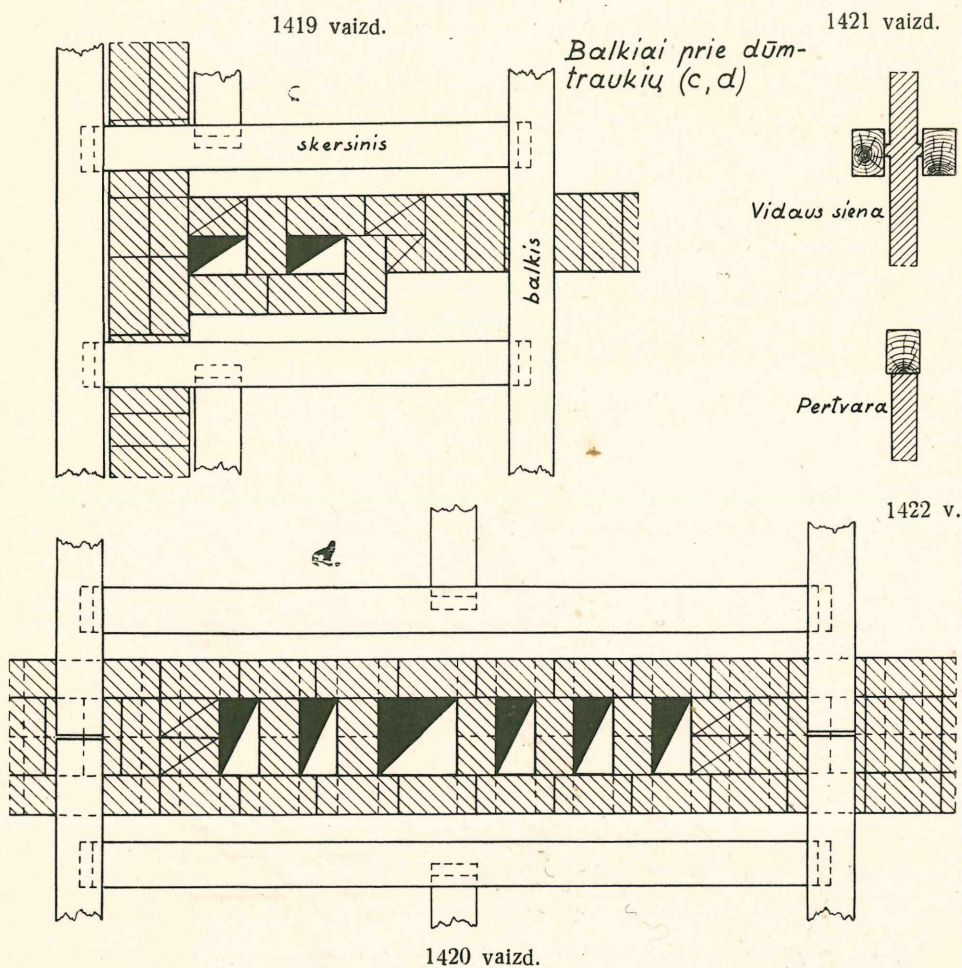 1419 vaizd.
1421 vaizd.
Balkiai prie dūm-
traukių (c, d)
skersinis
balkis
Vidaus siena
Pertvara
1422 v.
1420 vaizd.